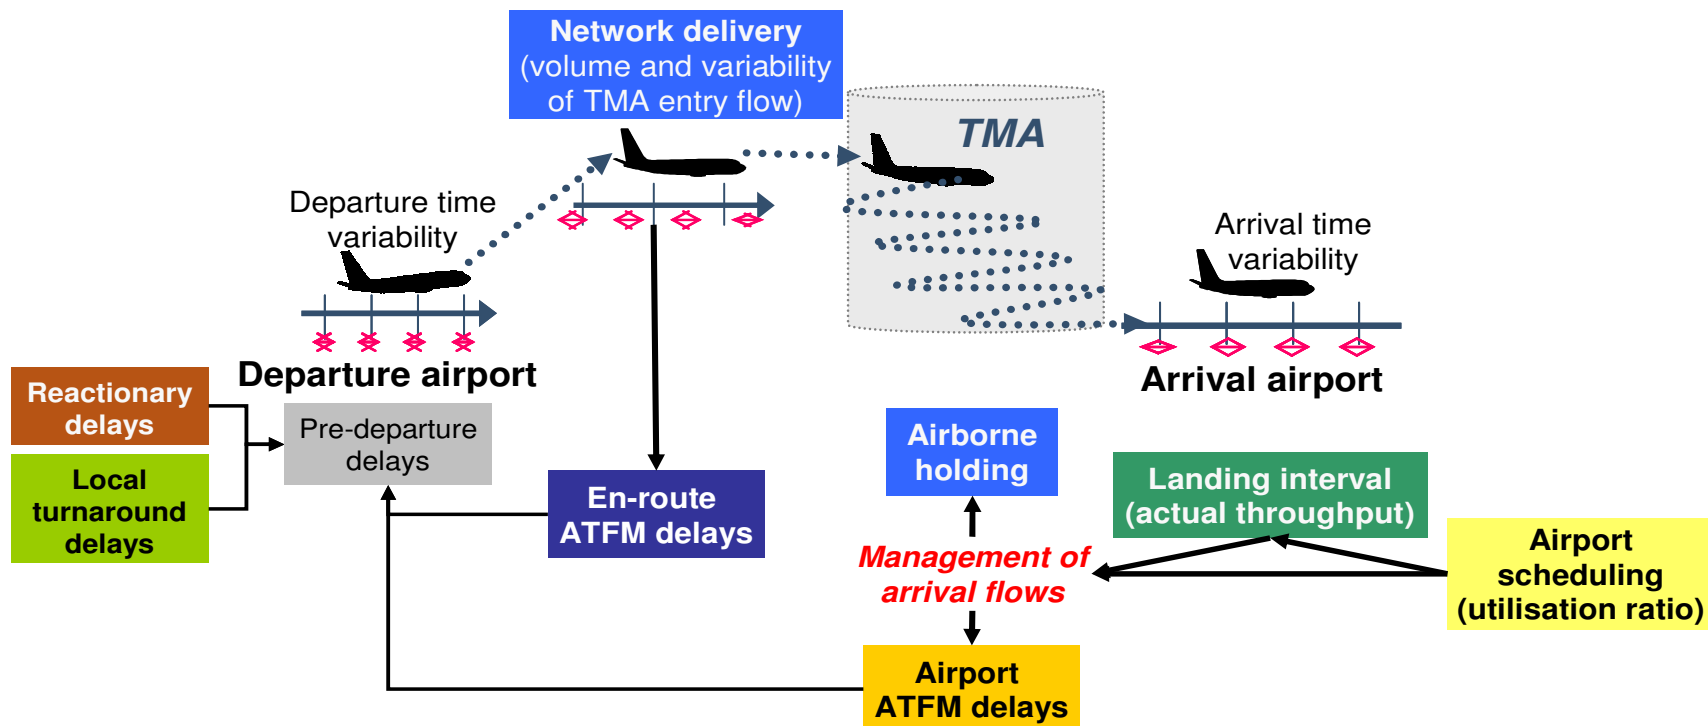 Network delivery
(volume and variability
of TMA entry flow)
TMA
Departure time
variability
Arrival time
variability
Departure airport
Arrival airport
Reactionary
delays
Pre-departure
delays
Local
turnaround
delays
En-route
ATFM delays
Airborne
holding
Landing interval
(actual throughput)
Management of
arrival flows
Airport
scheduling
(utilisation ratio)
Airport
ATFM delays